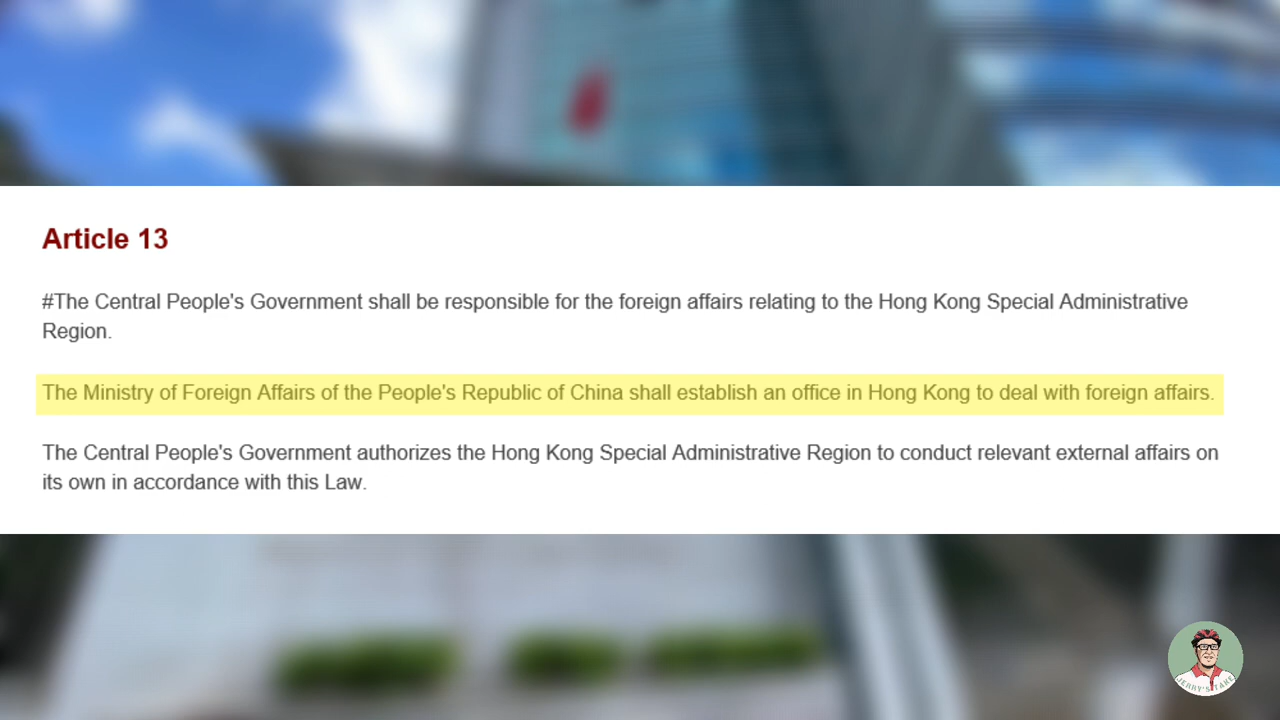 Article 13
#The Central People's Government shall be responsible for the foreign affairs relating to the Hong Kong Special Administrative
Region.
The Ministry of Foreign Affairs of the People's Republic of China shall establish an office in Hong Kong to deal with foreign affairs.
The Central People's Government authorizes the Hong Kong Special Administrative Region to conduct relevant external affairs on
its own in accordance with this Law.
JERRY'S TAKE